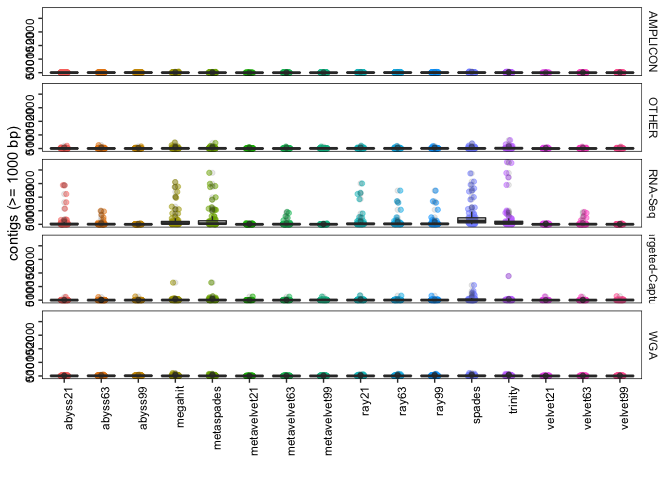 contigs (>= 1000 bp)
AMPLICON
OTHER
RNA-Seq
WGA
abyss21
abyss63
abyss99
megahit
metaspades
metavelvet21
metavelvet63
metavelvet99
ray21
ray63
ray99
spades
trinity
velvet21
velvet63
velvet99